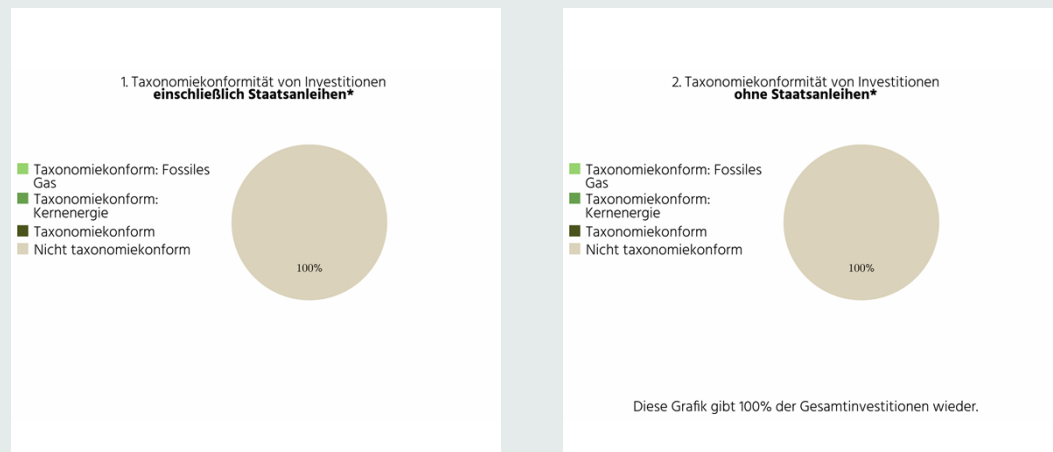 1. Taxonomiekonformität von Investitionen
einschließlich Staatsanleihen*
Taxonomiekonform: Fossiles
Gas
Taxonomiekonform:
Kernenergie
Taxonomiekonform
Nicht taxonomiekonform
100%
2. Taxonomiekonformität von Investitionen
ohne Staatsanleihen*
Taxonomiekonform: Fossiles
Gas
Taxonomiekonform:
Kernenergie
Taxonomiekonform
Nicht taxonomiekonform
100%
Diese Grafik gibt 100% der Gesamtinvestitionen wieder.